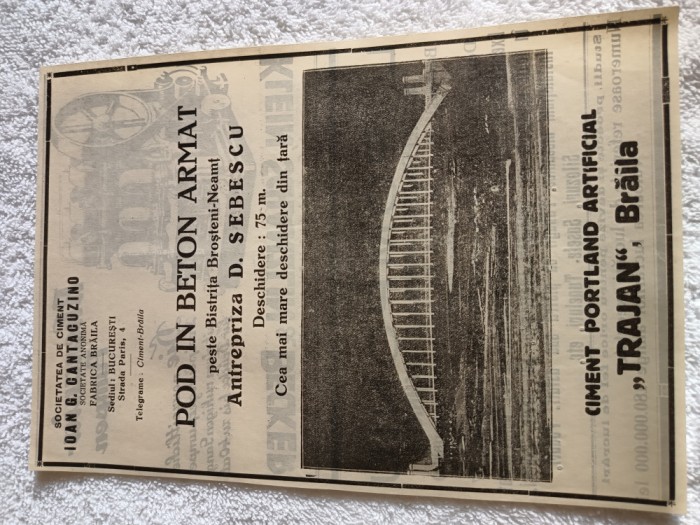 SOCIETATEA DE CIMENT
IOAN G. CANTACUZINO
SOCIETATE ANONIMĂ
FABRICA BRĂILA
Sediul: BUCUREȘTI
Strada Paris, 4
Telegrame: Ciment-Brăila
POD IN BETON ARMAT
peste Bistrița Broșteni-Neamț
Antrepriza D. SEBESCU
Deschidere: 75 m.
Cea mai mare deschidere din țară
CIMENT PORTLAND ARTIFICIAL
„TRAJAN“, Brăila